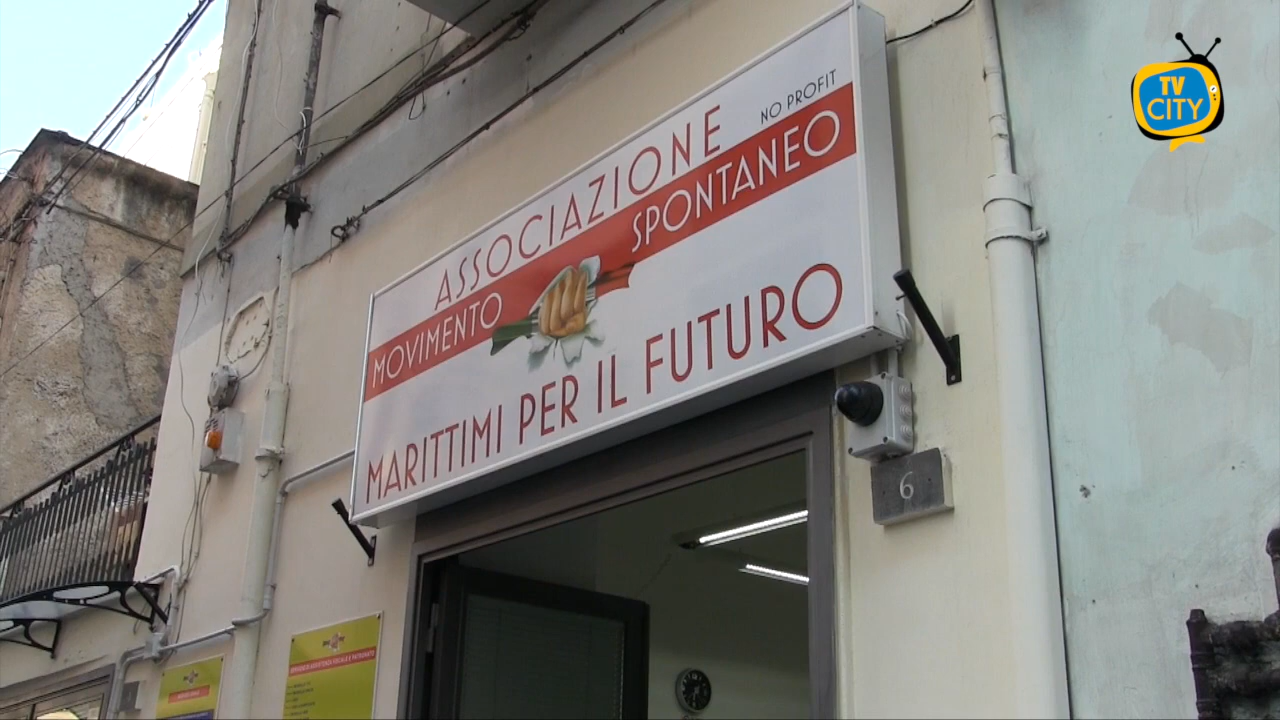 TV
CITY
ASSOCIAZIONE NO PROFIT
MOVIMENTO SPONTANEO
MARITTIMI PER IL FUTURO
6